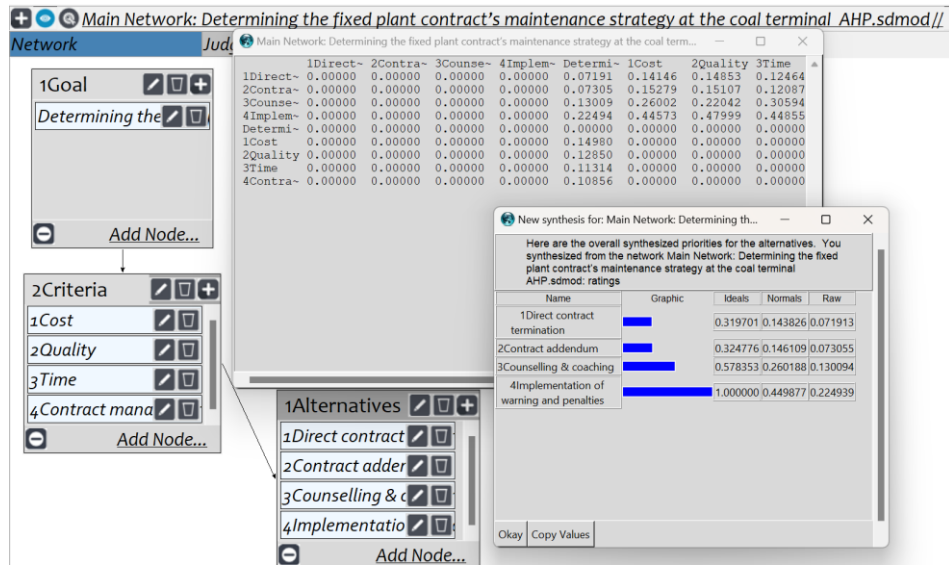 Main Network: Determining the fixed plant contract's maintenance strategy at the coal terminal AHP.sdmod//
Network
Main Network: Determining the fixed plant contract's maintenance strategy at the coal term...
1Direct~ 2Contra~ 3Counse~ 4Implem~ Determi~ 1Cost 2Quality 3Time
1Direct~ 0.00000 0.00000 0.00000 0.00000 0.07191 0.14146 0.14853 0.12464
2Contra~ 0.00000 0.00000 0.00000 0.00000 0.07305 0.15279 0.15107 0.12087
3Counse~ 0.00000 0.00000 0.00000 0.00000 0.13009 0.26002 0.22042 0.30594
4Implem~ 0.00000 0.00000 0.00000 0.00000 0.22494 0.44573 0.47999 0.44855
Determi~ 0.00000 0.00000 0.00000 0.00000 0.00000 0.00000 0.00000 0.00000
1Cost 0.00000 0.00000 0.00000 0.00000 0.14980 0.00000 0.00000 0.00000
2Quality 0.00000 0.00000 0.00000 0.00000 0.12850 0.00000 0.00000 0.00000
3Time 0.00000 0.00000 0.00000 0.00000 0.11314 0.00000 0.00000 0.00000
4Contra~ 0.00000 0.00000 0.00000 0.00000 0.10856 0.00000 0.00000 0.00000
1Goal
Determining the
Add Node...
2Criteria
1Cost
2Quality
3Time
4Contract mana
Add Node...
1Alternatives
1Direct contract
2Contract adder
3Counselling & c
4Implementatio
Add Node...
New synthesis for: Main Network: Determining th...
Here are the overall synthesized priorities for the alternatives. You
synthesized from the network Main Network: Determining the fixed
plant contract's maintenance strategy at the coal terminal
AHP.sdmod: ratings
Name Graphic Ideals Normals Raw
1Direct contract
termination 0.319701 0.143826 0.071913
2Contract addendum 0.324776 0.146109 0.073055
3Counselling & coaching 0.578353 0.260188 0.130094
4Implementation of
warning and penalties 1.000000 0.449877 0.224939
Okay Copy Values